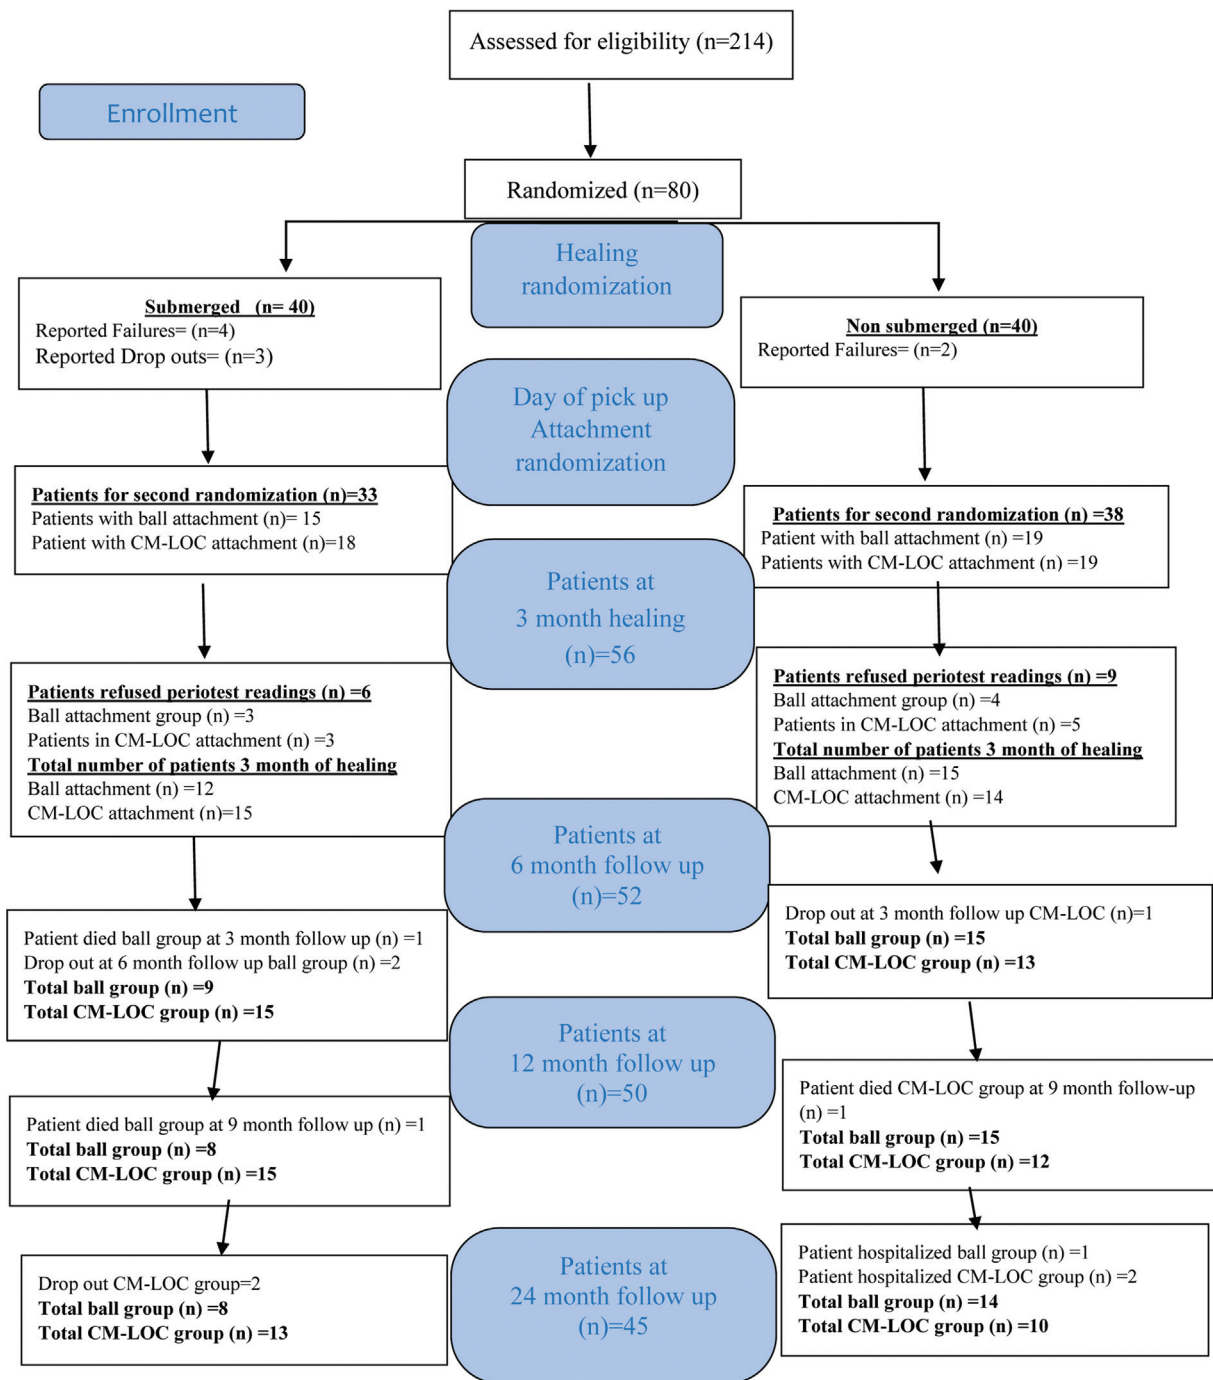 Assessed for eligibility (n=214)
Enrollment
Randomized (n=80)
Healing
randomization
Submerged (n= 40)
Reported Failures= (n=4)
Reported Drop outs= (n=3)
Non submerged (n=40)
Reported Failures= (n=2)
Day of pick up
Attachment
randomization
Patients for second randomization (n)=33
Patients with ball attachment (n)= 15
Patient with CM-LOC attachment (n)=18
Patients for second randomization (n) =38
Patient with ball attachment (n) =19
Patients with CM-LOC attachment (n) =19
Patients at
3 month healing
(n)=56
Patients refused periotest readings (n) =6
Ball attachment group (n) =3
Patients in CM-LOC attachment (n) =3
Total number of patients 3 month of healing
Ball attachment (n) =12
CM-LOC attachment (n)=15
Patients refused periotest readings (n) =9
Ball attachment group (n) =4
Patients in CM-LOC attachment (n) =5
Total number of patients 3 month of healing
Ball attachment (n) =15
CM-LOC attachment (n) =14
Patients at
6 month follow up
(n)=52
Patient died ball group at 3 month follow up (n) =1
Drop out at 6 month follow up ball group (n) =2
Total ball group (n) =9
Total CM-LOC group (n) =15
Drop out at 3 month follow up CM-LOC (n)=1
Total ball group (n) =15
Total CM-LOC group (n) =13
Patients at
12 month follow up
(n)=50
Patient died ball group at 9 month follow up (n) =1
Total ball group (n) =8
Total CM-LOC group (n) =15
Patient died CM-LOC group at 9 month follow-up
(n) =1
Total ball group (n) =15
Total CM-LOC group (n) =12
Patients at
24 month follow up
(n)=45
Drop out CM-LOC group=2
Total ball group (n) =8
Total CM-LOC group (n) =13
Patient hospitalized ball group (n) =1
Patient hospitalized CM-LOC group (n) =2
Total ball group (n) =14
Total CM-LOC group (n) =10